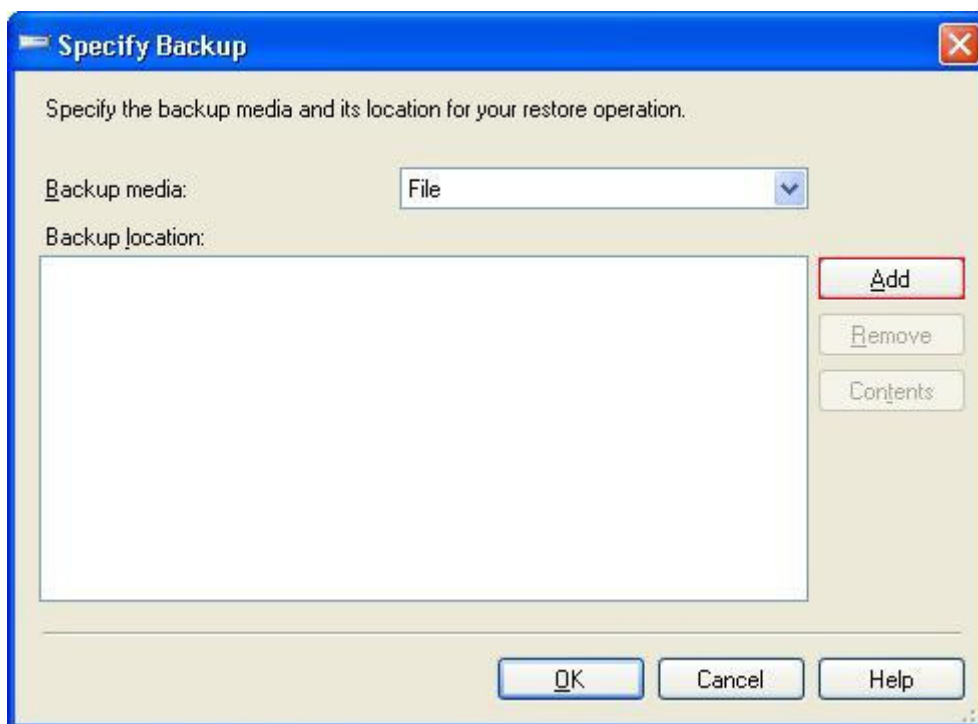 Specify Backup
Specify the backup media and its location for your restore operation.
Backup media:
File
Backup location:
Add
Remove
Contents
OK
Cancel
Help